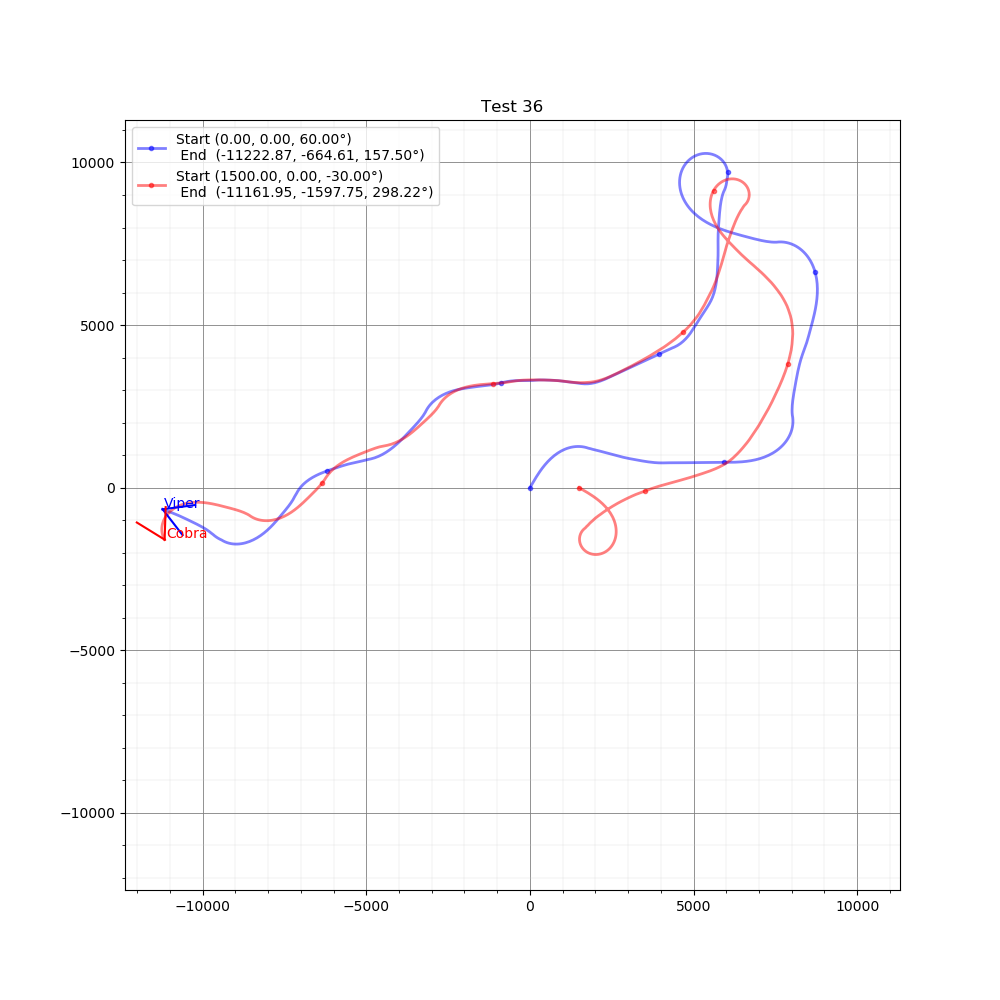 Test 36
Start (0.00, 0.00, 60.00°)
End  (-11222.87, -664.61, 157.50°)
Start (1500.00, 0.00, -30.00°)
End  (-11161.95, -1597.75, 298.22°)
10000
5000
0
−5000
−10000
Viper
Cobra
−10000
−5000
0
5000
10000